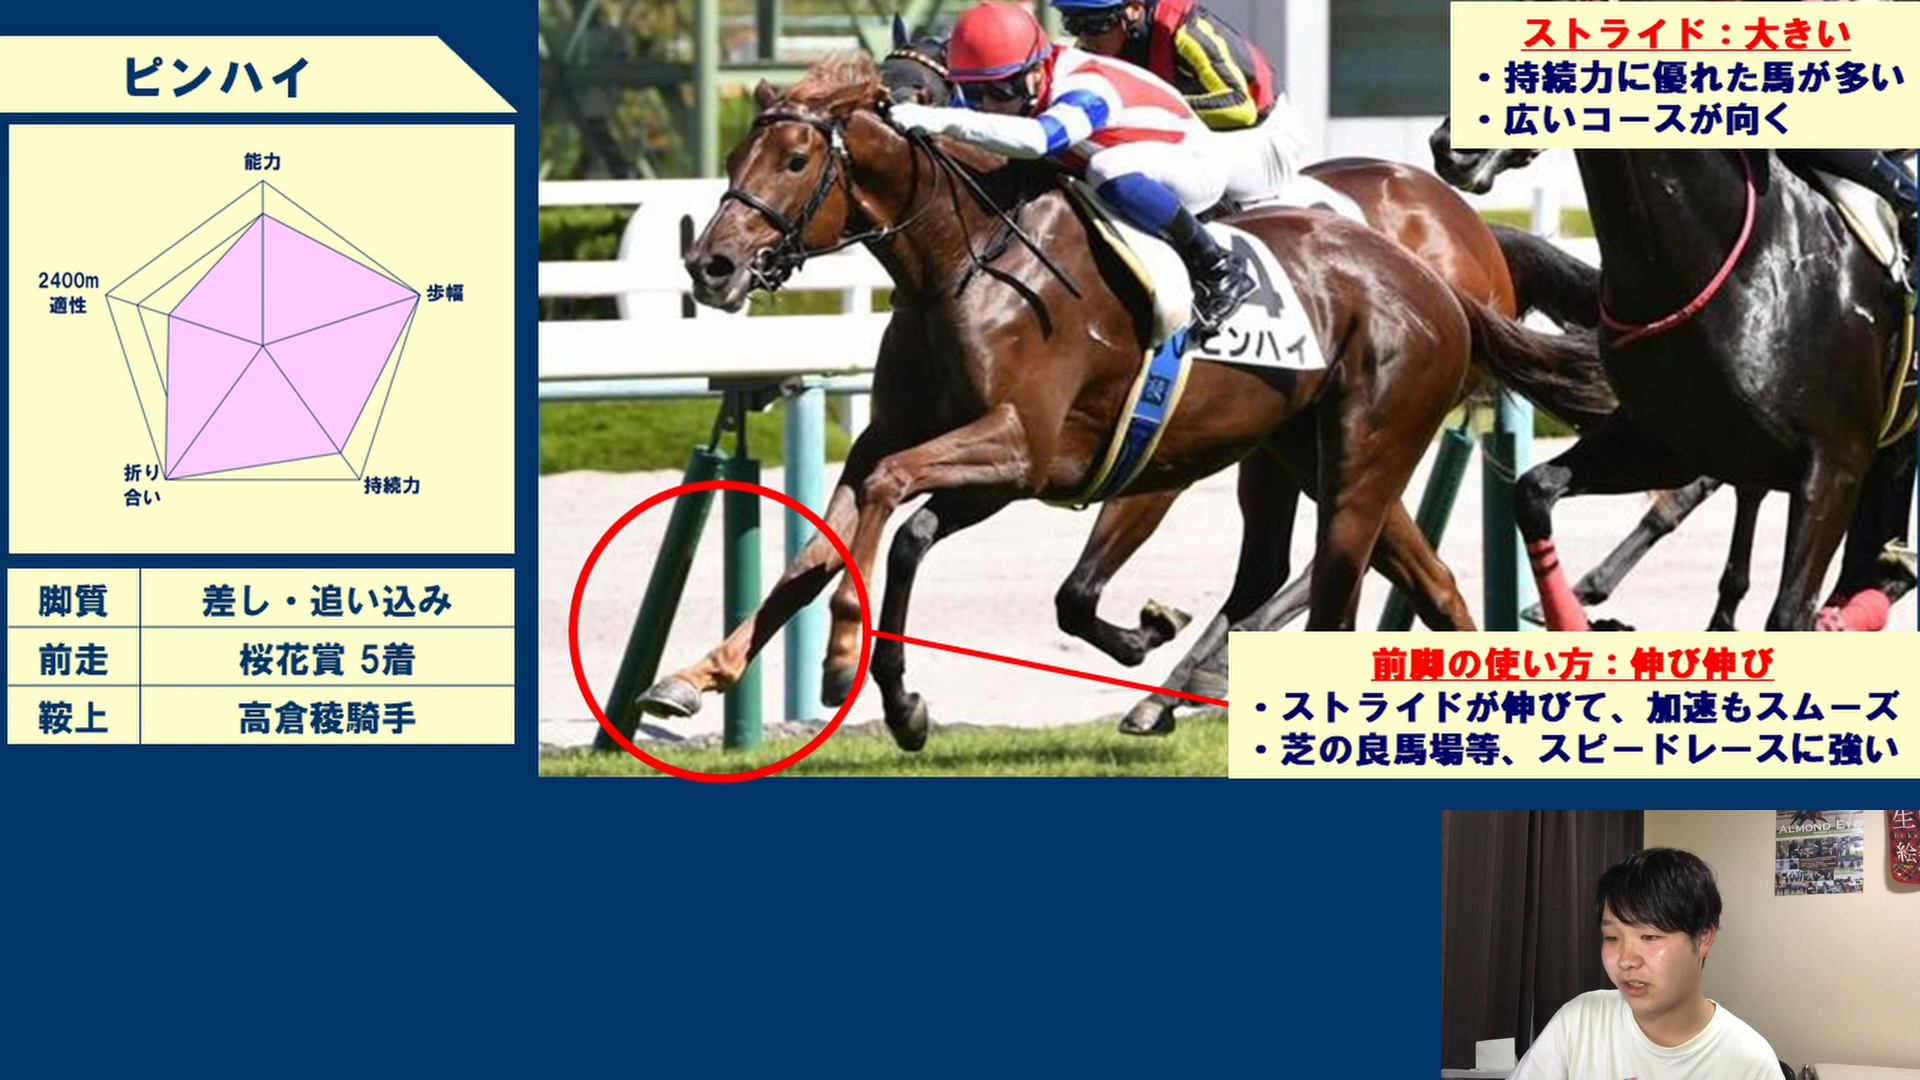 ピンハイ
能力
歩幅
持続力
折り
合い
2400m
適性
脚質 差し・追い込み
前走 桜花賞 5着
鞍上 高倉稜騎手
ストライド：大きい
・持続力に優れた馬が多い
・広いコースが向く
4
ピンハイ
前脚の使い方：伸び伸び
・ストライドが伸びて、加速もスムーズ
・芝の良馬場等、スピードレースに強い
ALMOND EYE
生
絵